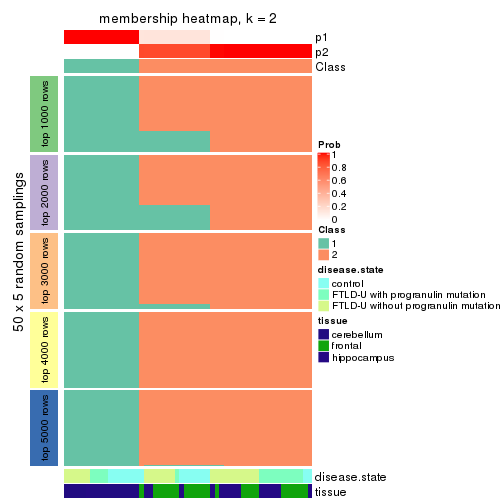 membership heatmap, k = 2
p1
p2
Class
50 x 5 random samplings
top 1000 rows
top 2000 rows
top 3000 rows
top 4000 rows
top 5000 rows
Prob
1
0.8
0.6
0.4
0.2
0
Class
1
2
disease.state
control
FTLD-U with progranulin mutation
FTLD-U without progranulin mutation
tissue
cerebellum
frontal
hippocampus
disease.state
tissue